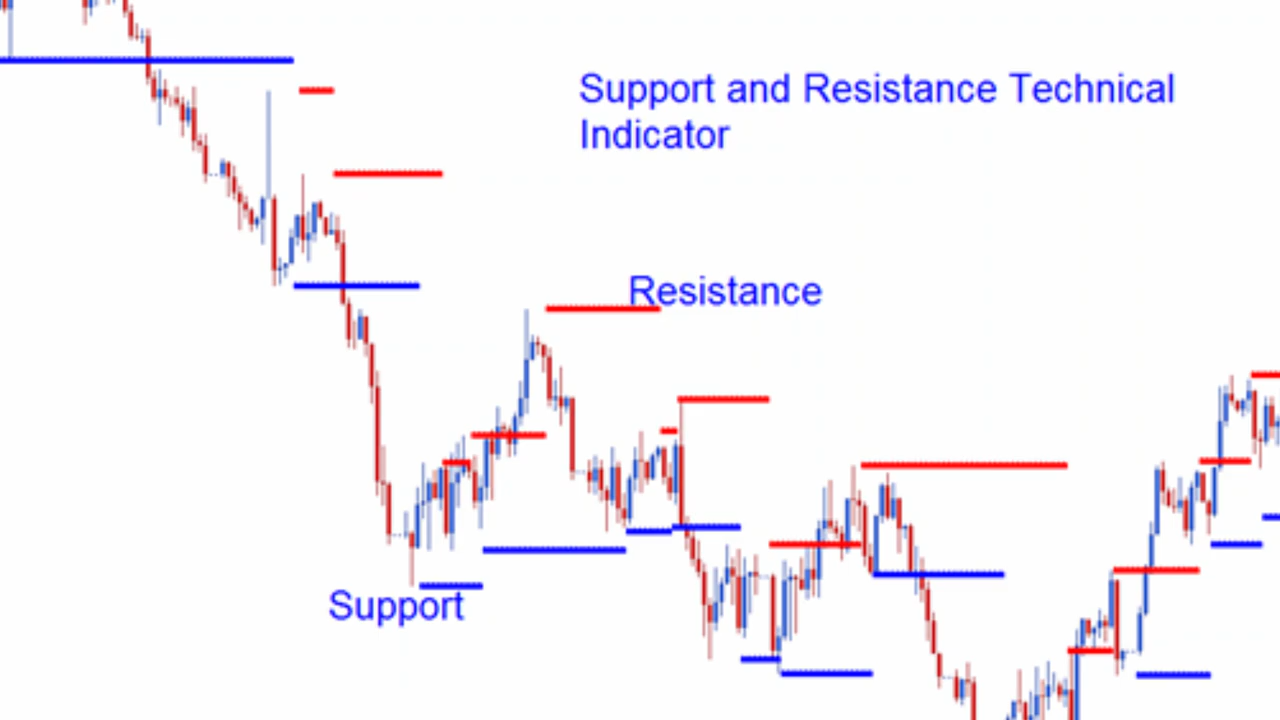 Support and Resistance Technical
Indicator
Resistance
Support